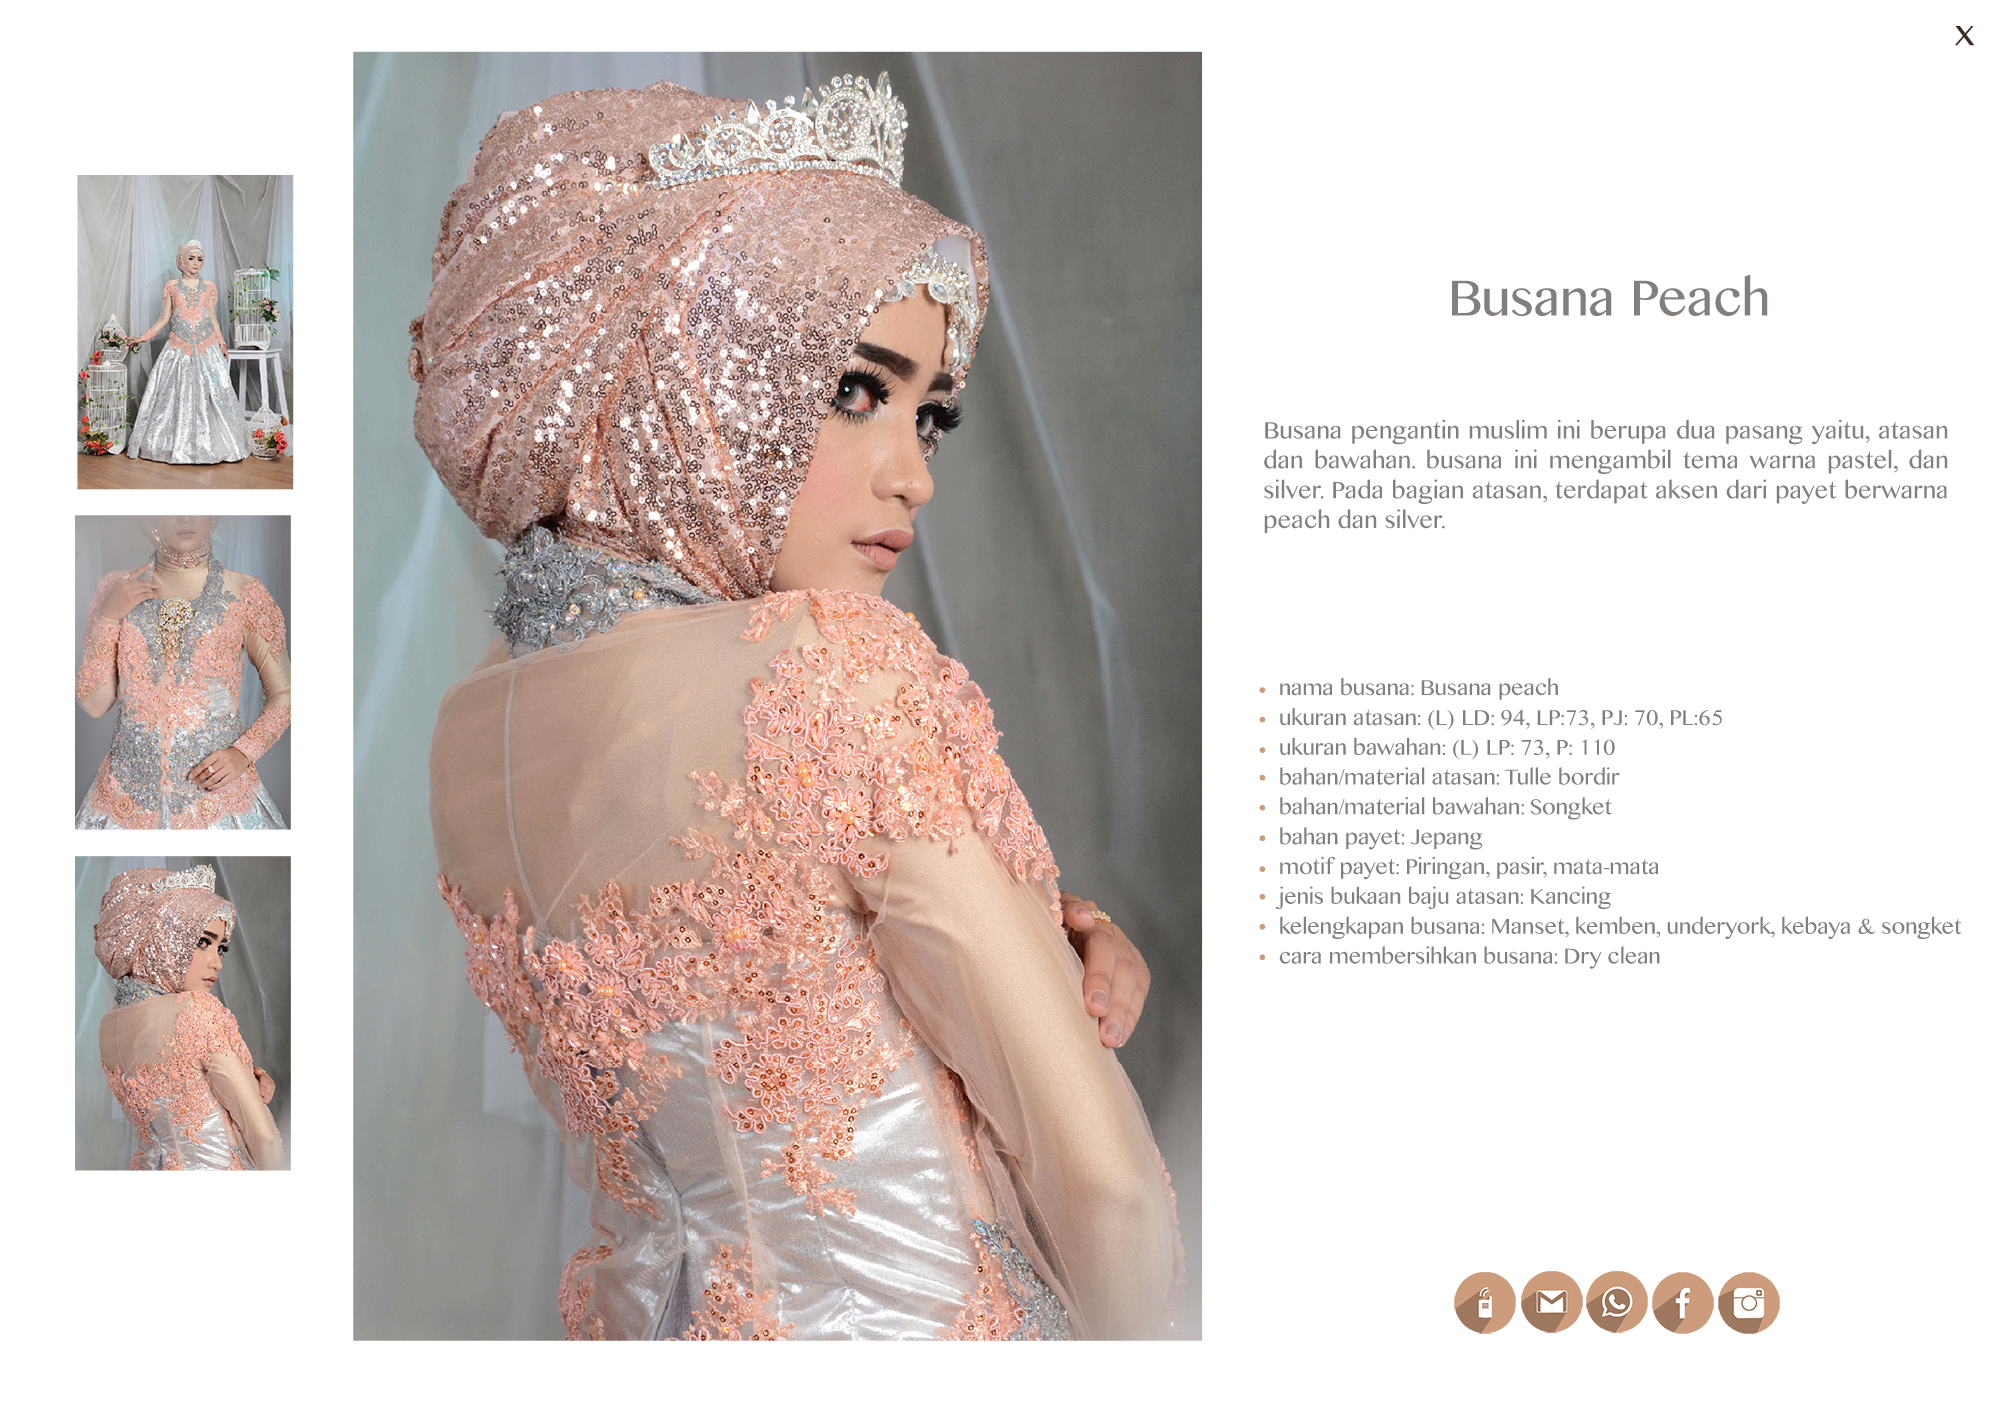 X
Busana Peach
Busana pengantin muslim ini berupa dua pasang yaitu, atasan
dan bawahan. busana ini mengambil tema warna pastel, dan
silver. Pada bagian atasan, terdapat aksen dari payet berwarna
peach dan silver.
• nama busana: Busana peach
• ukuran atasan: (L) LD: 94, LP:73, PJ: 70, PL:65
• ukuran bawahan: (L) LP: 73, P: 110
• bahan/material atasan: Tulle bordir
• bahan/material bawahan: Songket
• bahan payet: Jepang
• motif payet: Piringan, pasir, mata-mata
• jenis bukaan baju atasan: Kancing
• kelengkapan busana: Manset, kemben, underyork, kebaya & songket
• cara membersihkan busana: Dry clean